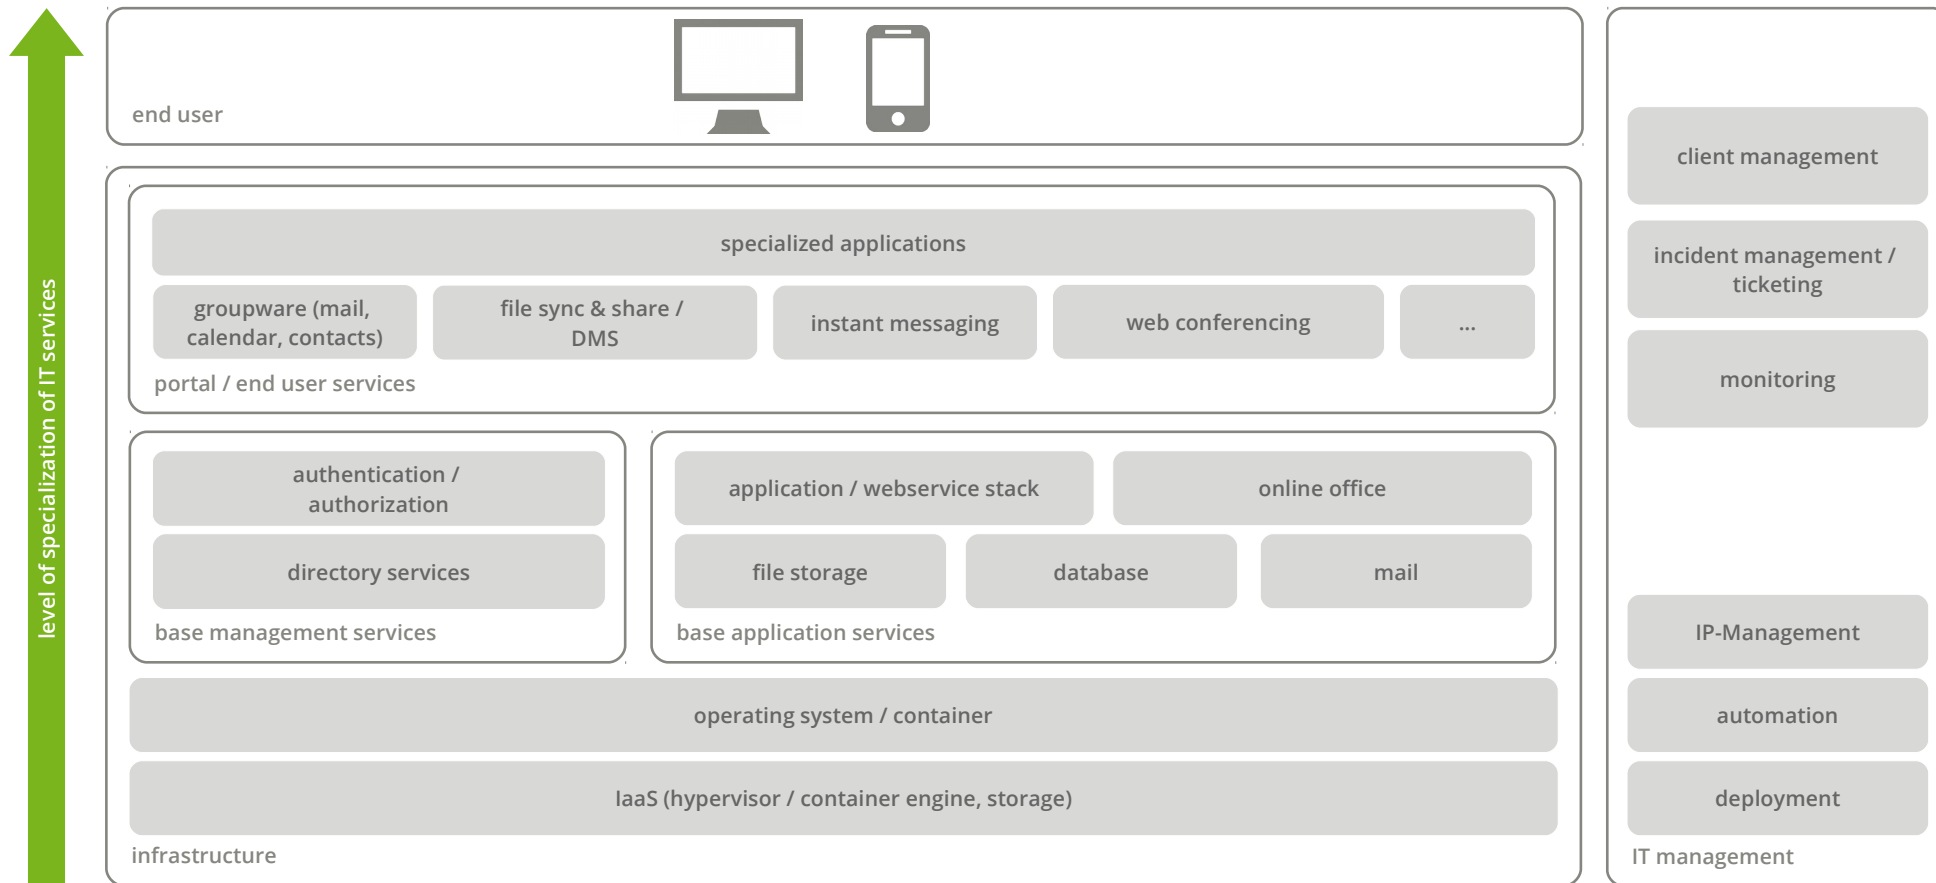 level of specialization of IT services
end user
specialized applications
groupware (mail,
calendar, contacts)
file sync & share /
DMS
instant messaging
web conferencing
...
portal / end user services
authentication /
authorization
directory services
base management services
application / webservice stack
online office
file storage
database
mail
base application services
operating system / container
IaaS (hypervisor / container engine, storage)
infrastructure
client management
incident management /
ticketing
monitoring
IP-Management
automation
deployment
IT management